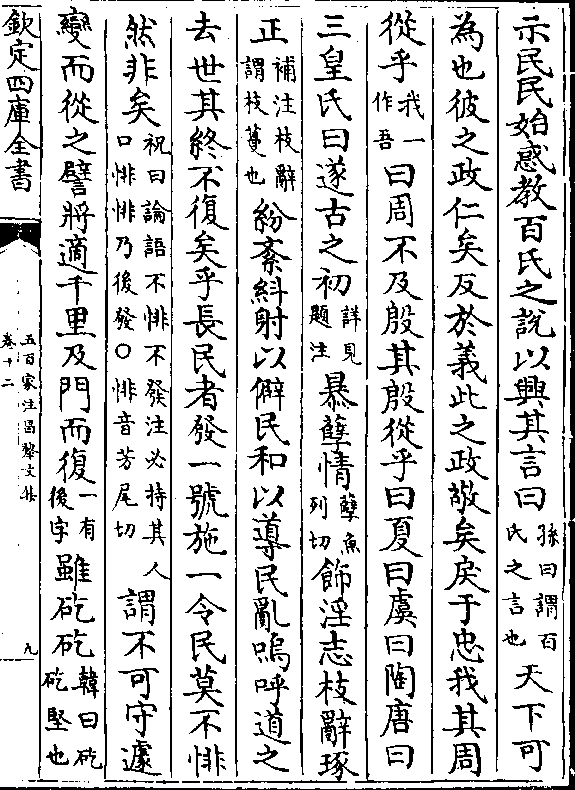 示民民始惑教百氏之說以興其言曰孫曰謂百氏之言也天下可
為也彼之政仁矣反於義此之政敬矣戾于忠我其周
從乎我一作吾曰周不及殷其殷從乎曰夏曰虞曰陶唐曰
三皇氏曰遂古之初詳見題注暴孽情孽魚列切飾淫志枝辭琢
正補注枝辭謂枝蔓也紛紊糾射以僻民和以導民亂嗚呼道之
去世其終不復矣乎長民者發一號施一令民莫不悱
然非矣祝曰論語不悱不發注必持其人口悱悱乃後發○悱音芳尾切謂不可守遽
變而從之譬將適千里及門而復一有後字雖矻矻韓曰矻矻堅也
欽定四庫全書
五百家注昌黎文集
卷十二
九